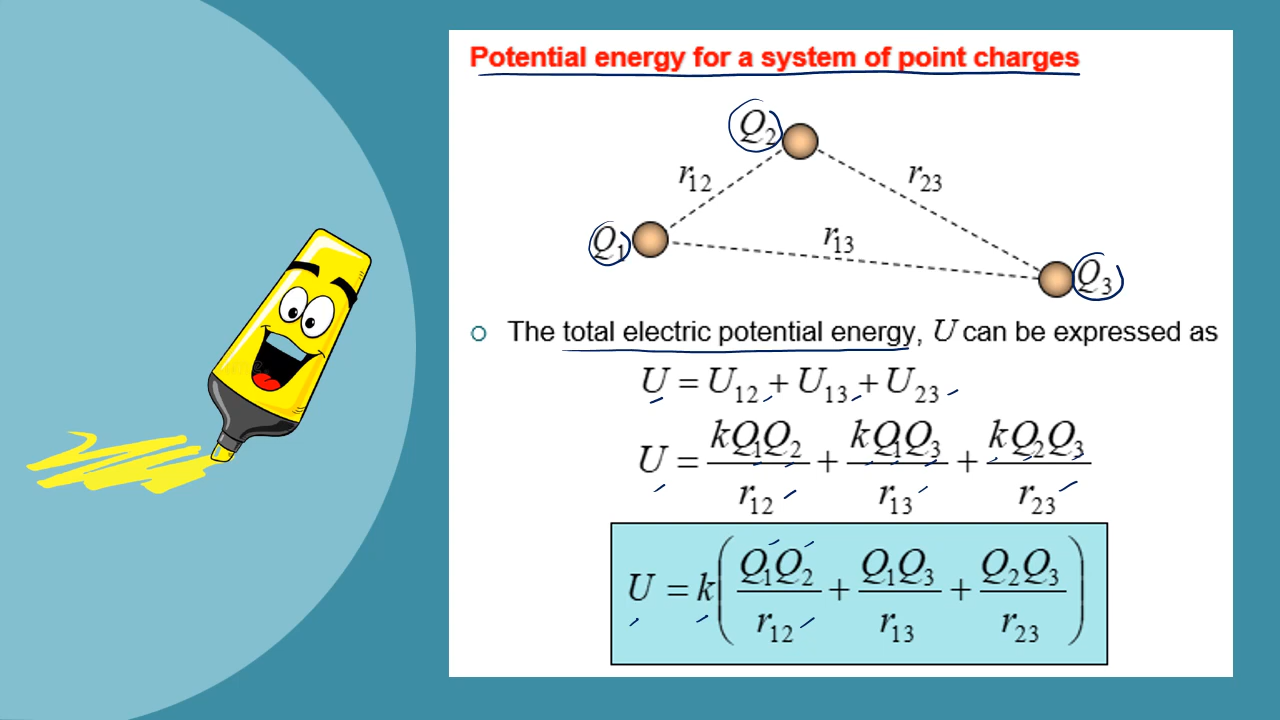 Potential energy for a system of point charges
Q₂
r₁₂
r₂₃
Q₁
r₁₃
Q₃
The total electric potential energy, U can be expressed as
U = U₁₂ + U₁₃ + U₂₃
U = kQ₁Q₂/r₁₂ + kQ₁Q₃/r₁₃ + kQ₂Q₃/r₂₃
U = k(Q₁Q₂/r₁₂ + Q₁Q₃/r₁₃ + Q₂Q₃/r₂₃)